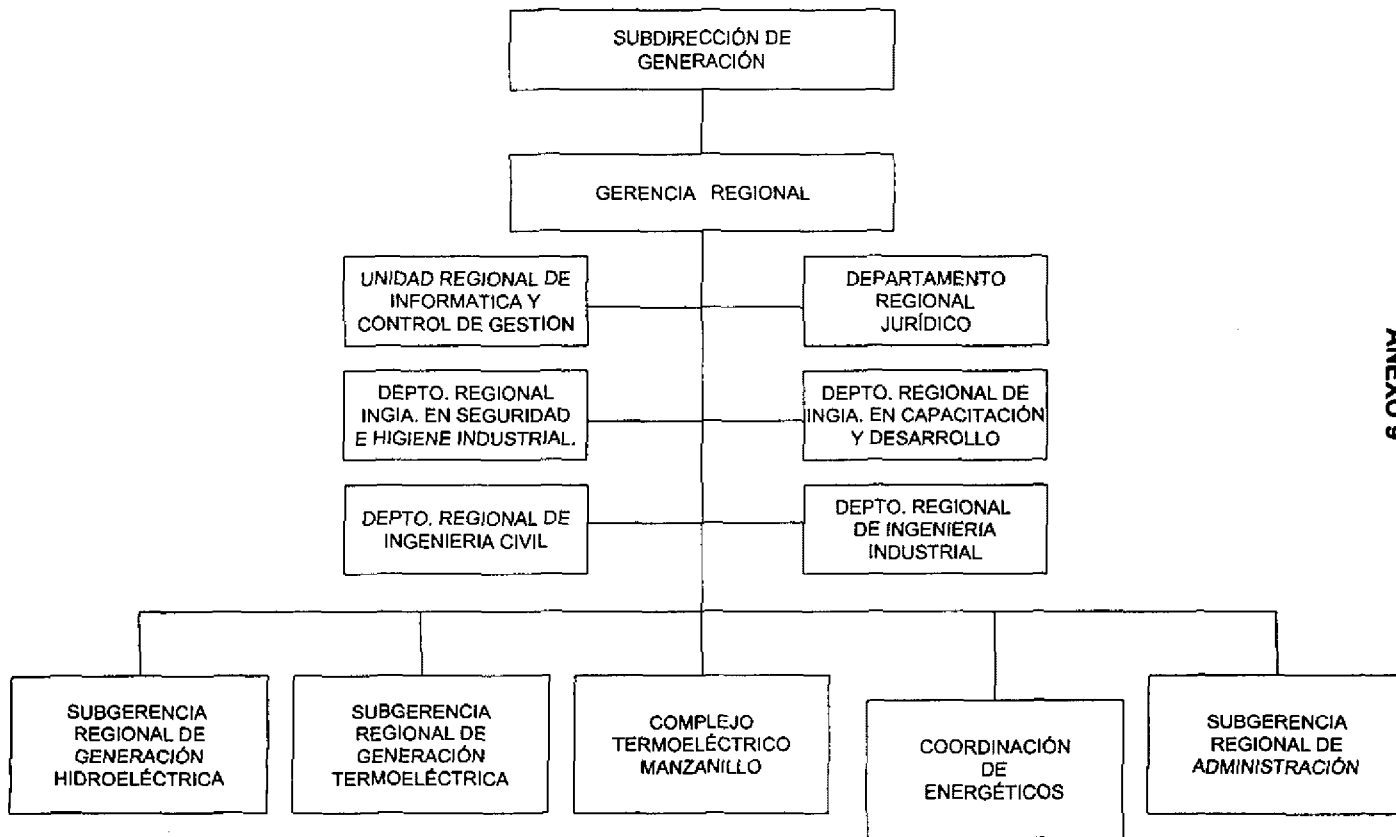 SUBDIRECCIÓN DE
GENERACIÓN
GERENCIA REGIONAL
UNIDAD REGIONAL DE
INFORMATICA Y
CONTROL DE GESTIÓN
DEPARTAMENTO
REGIONAL
JURÍDICO
DEPTO. REGIONAL
INGIA. EN SEGURIDAD
E HIGIENE INDUSTRIAL.
DEPTO. REGIONAL DE
INGIA. EN CAPACITACIÓN
Y DESARROLLO
DEPTO. REGIONAL DE
INGENIERIA CIVIL
DEPTO. REGIONAL
DE INGENIERIA
INDUSTRIAL
SUBGERENCIA
REGIONAL DE
GENERACIÓN
HIDROELÉCTRICA
SUBGERENCIA
REGIONAL DE
GENERACIÓN
TERMOELÉCTRICA
COMPLEJO
TERMOELÉCTRICO
MANZANILLO
COORDINACIÓN
DE
ENERGÉTICOS
SUBGERENCIA
REGIONAL DE
ADMINISTRACIÓN
ANEXO 9